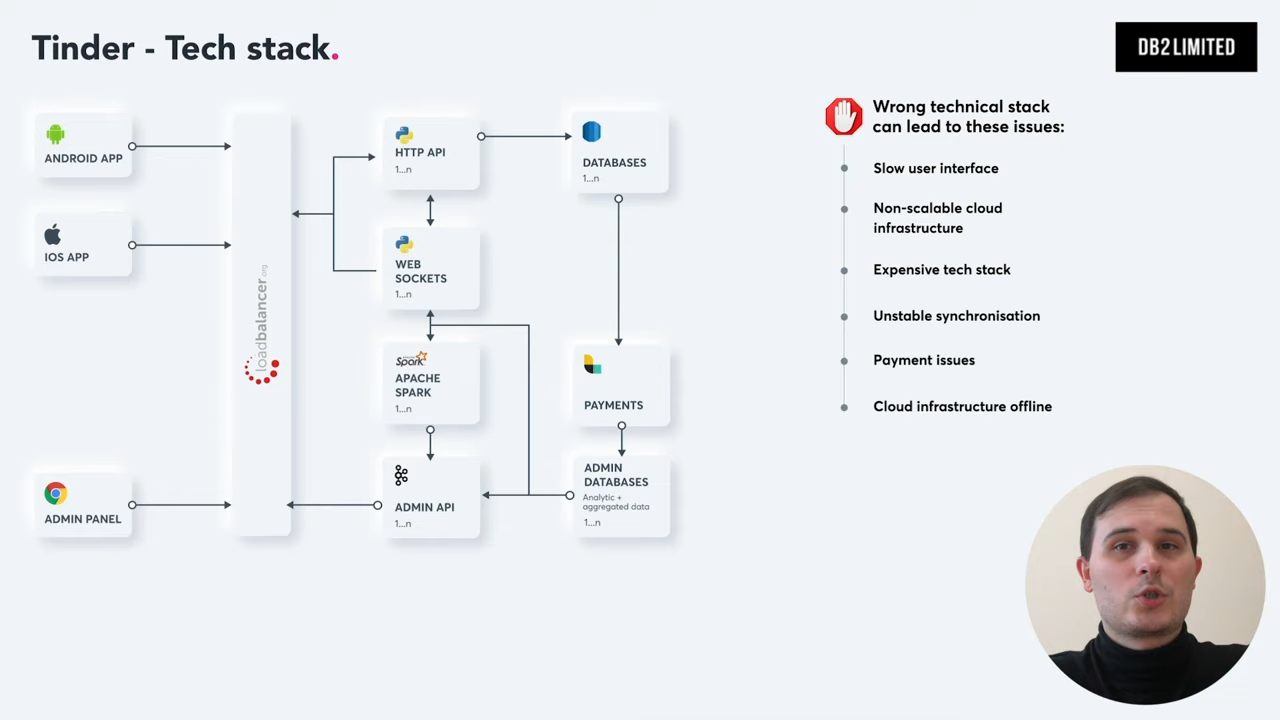 Tinder - Tech stack.
DB2LIMITED
ANDROID APP
IOS APP
ADMIN PANEL
loadbalancer.org
HTTP API
1...n
WEB
SOCKETS
1...n
Spark
APACHE
SPARK
1...n
ADMIN API
1...n
DATABASES
1...n
PAYMENTS
ADMIN
DATABASES
Analytic +
aggregated data
1...n
Wrong technical stack
can lead to these issues:
Slow user interface
Non-scalable cloud
infrastructure
Expensive tech stack
Unstable synchronisation
Payment issues
Cloud infrastructure offline